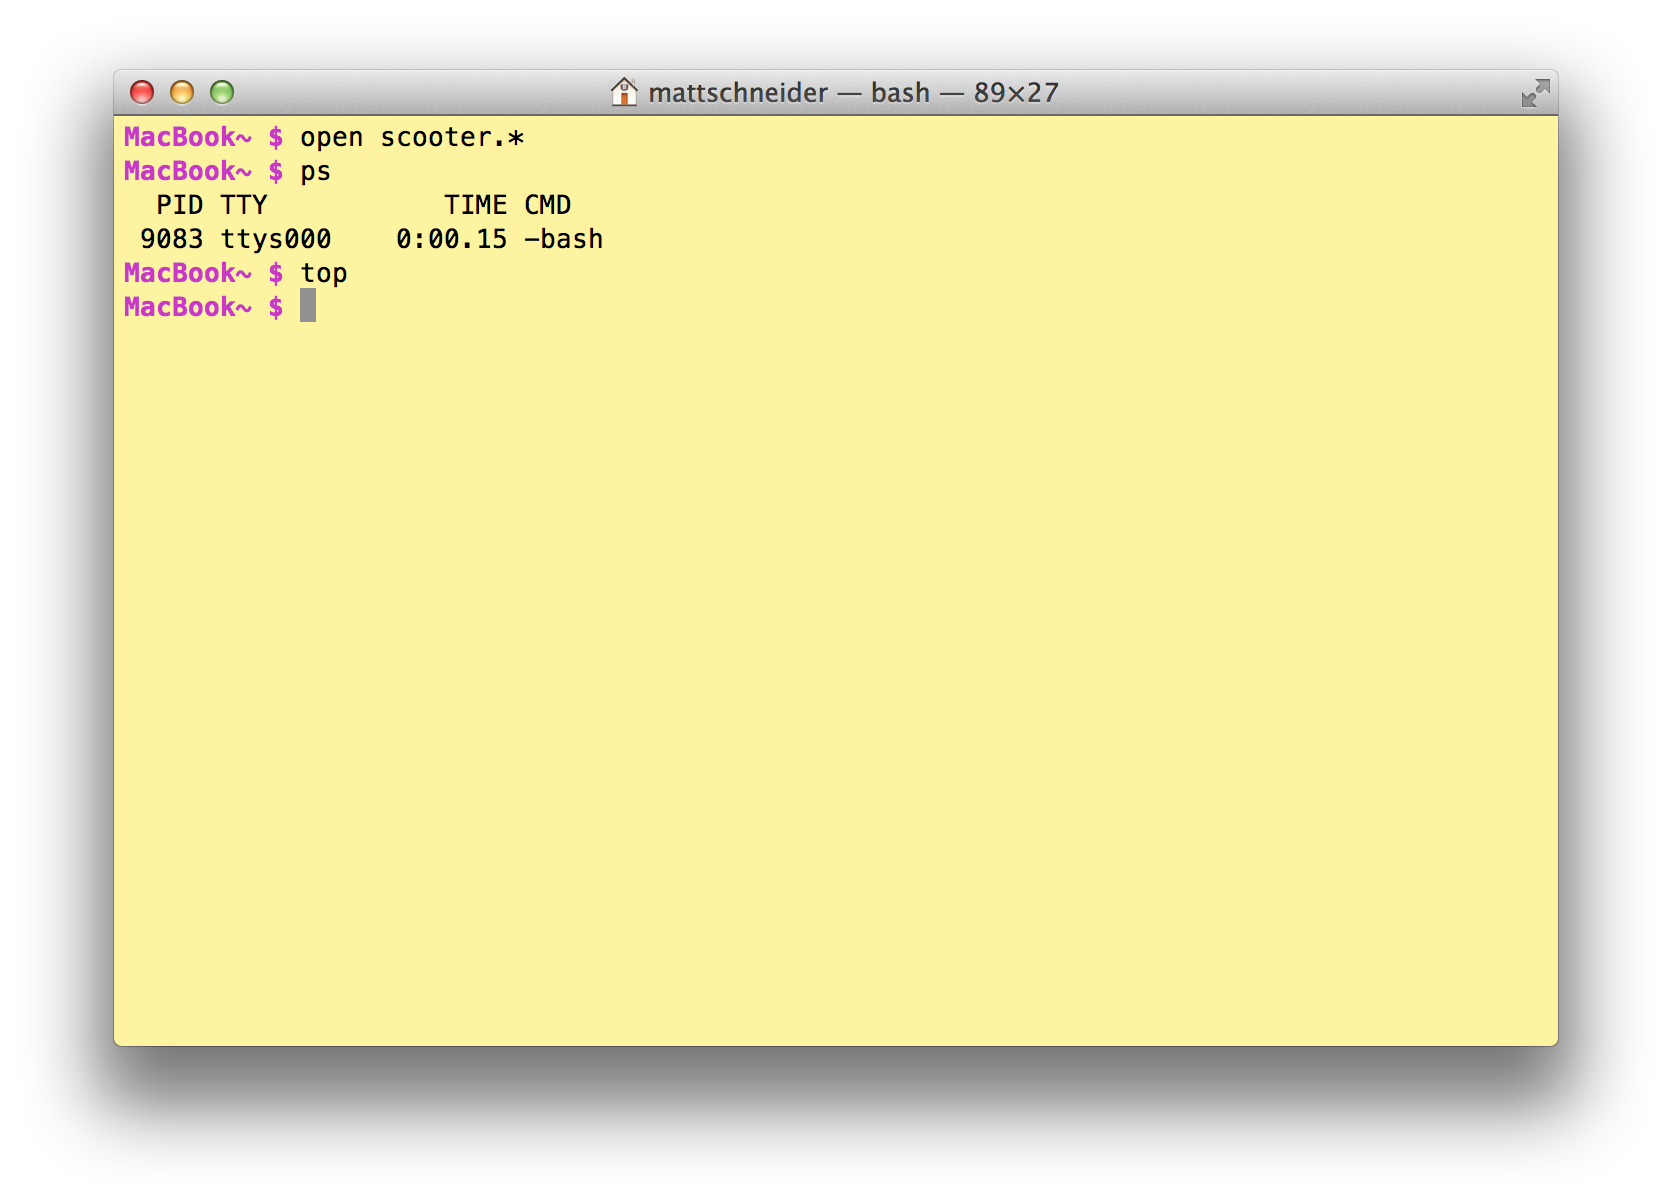 mattschneider — bash — 89×27
MacBook~ $ open scooter.*
MacBook~ $ ps
  PID TTY           TIME CMD
 9083 ttys000    0:00.15 -bash
MacBook~ $ top
MacBook~ $